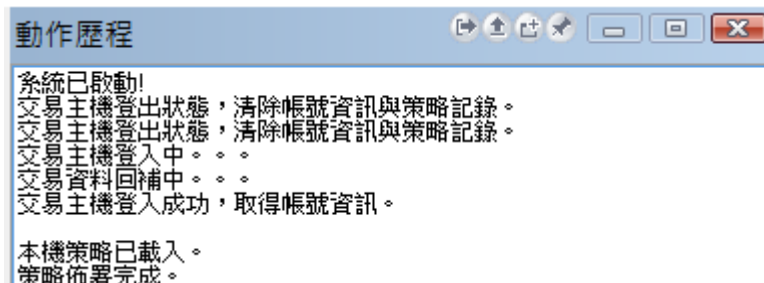 動作歷程
系統已啟動!
交易主機登出狀態，清除帳號資訊與策略記錄。
交易主機登出狀態，清除帳號資訊與策略記錄。
交易主機登入中。。。
交易資料回補中。。。
交易主機登入成功，取得帳號資訊。
本機策略已載入。
策略佈署完成。